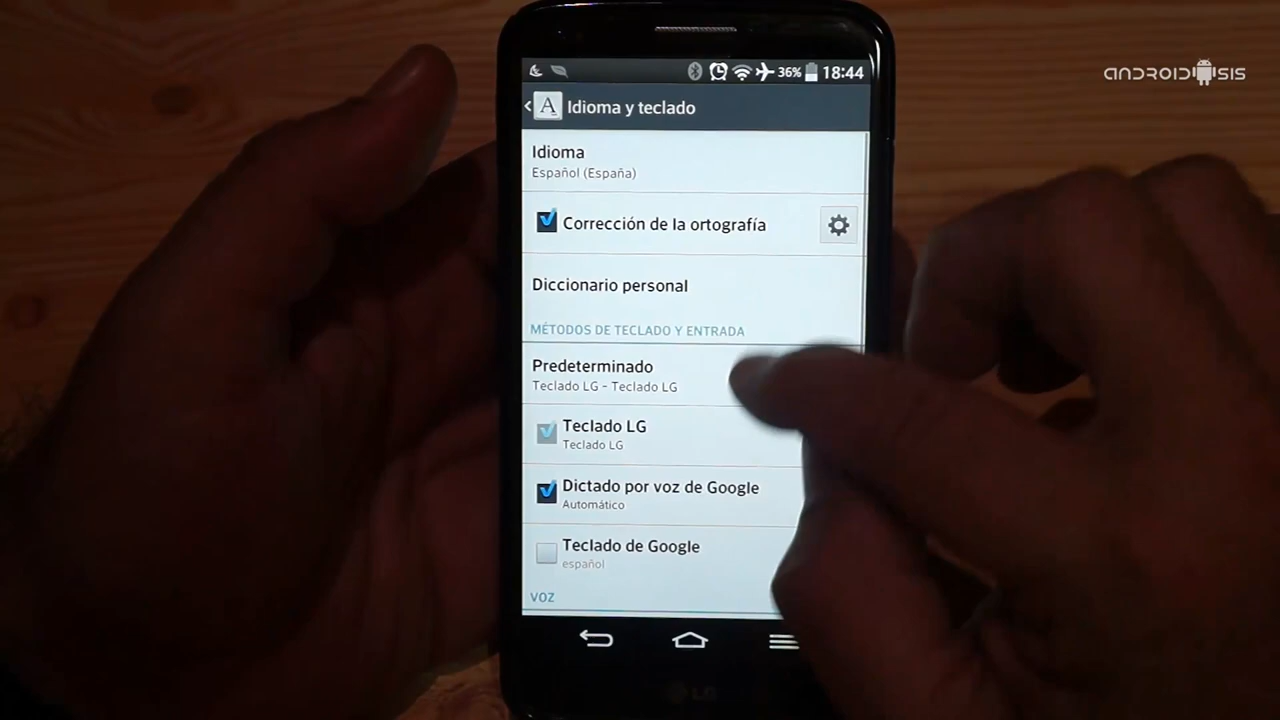 36% 18:44
ANDROIDSIS
Idioma y teclado
Idioma
Español (España)
Corrección de la ortografía
Diccionario personal
MÉTODOS DE TECLADO Y ENTRADA
Predeterminado
Teclado LG - Teclado LG
Teclado LG
Teclado LG
Dictado por voz de Google
Automático
Teclado de Google
español
VOZ
LG